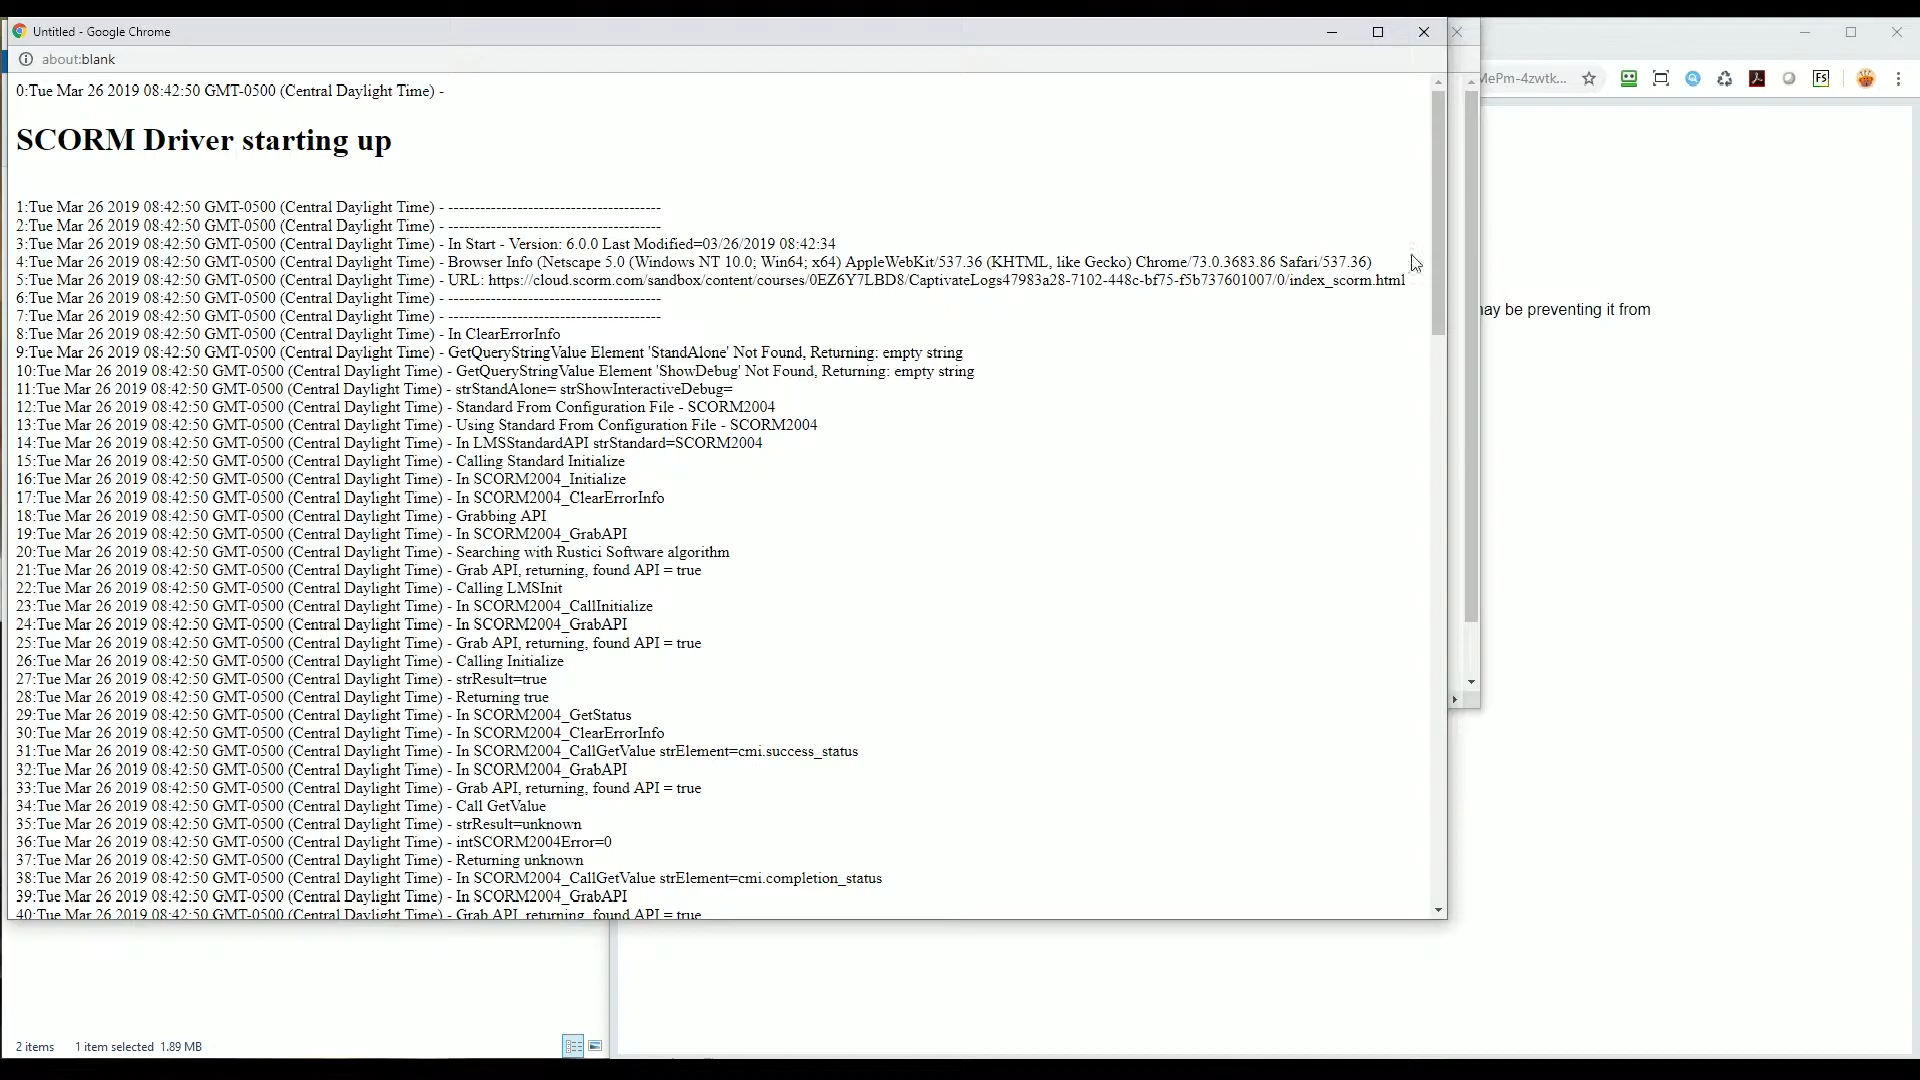 Untitled - Google Chrome
about:blank
MePm-4zwtk...
0:Tue Mar 26 2019 08:42:50 GMT-0500 (Central Daylight Time) -
SCORM Driver starting up
1:Tue Mar 26 2019 08:42:50 GMT-0500 (Central Daylight Time) - -----------------------------------------
2:Tue Mar 26 2019 08:42:50 GMT-0500 (Central Daylight Time) - -----------------------------------------
3:Tue Mar 26 2019 08:42:50 GMT-0500 (Central Daylight Time) - In Start - Version: 6.0.0 Last Modified=03/26/2019 08:42:34
4:Tue Mar 26 2019 08:42:50 GMT-0500 (Central Daylight Time) - Browser Info (Netscape 5.0 (Windows NT 10.0; Win64; x64) AppleWebKit/537.36 (KHTML, like Gecko) Chrome/73.0.3683.86 Safari/537.36)
5:Tue Mar 26 2019 08:42:50 GMT-0500 (Central Daylight Time) - URL: https://cloud.scorm.com/sandbox/content/courses/0EZ6Y7LBD8/CaptivateLogs47983a28-7102-448c-bf75-f5b737601007/0/index_scorm.html
6:Tue Mar 26 2019 08:42:50 GMT-0500 (Central Daylight Time) - -----------------------------------------
7:Tue Mar 26 2019 08:42:50 GMT-0500 (Central Daylight Time) - -----------------------------------------
8:Tue Mar 26 2019 08:42:50 GMT-0500 (Central Daylight Time) - In ClearErrorInfo
9:Tue Mar 26 2019 08:42:50 GMT-0500 (Central Daylight Time) - GetQueryStringValue Element 'StandAlone' Not Found, Returning: empty string
10:Tue Mar 26 2019 08:42:50 GMT-0500 (Central Daylight Time) - GetQueryStringValue Element 'ShowDebug' Not Found, Returning: empty string
11:Tue Mar 26 2019 08:42:50 GMT-0500 (Central Daylight Time) - strStandAlone= strShowInteractiveDebug=
12:Tue Mar 26 2019 08:42:50 GMT-0500 (Central Daylight Time) - Standard From Configuration File - SCORM2004
13:Tue Mar 26 2019 08:42:50 GMT-0500 (Central Daylight Time) - Using Standard From Configuration File - SCORM2004
14:Tue Mar 26 2019 08:42:50 GMT-0500 (Central Daylight Time) - In LMSStandardAPI strStandard=SCORM2004
15:Tue Mar 26 2019 08:42:50 GMT-0500 (Central Daylight Time) - Calling Standard Initialize
16:Tue Mar 26 2019 08:42:50 GMT-0500 (Central Daylight Time) - In SCORM2004_Initialize
17:Tue Mar 26 2019 08:42:50 GMT-0500 (Central Daylight Time) - In SCORM2004_ClearErrorInfo
18:Tue Mar 26 2019 08:42:50 GMT-0500 (Central Daylight Time) - Grabbing API
19:Tue Mar 26 2019 08:42:50 GMT-0500 (Central Daylight Time) - In SCORM2004_GrabAPI
20:Tue Mar 26 2019 08:42:50 GMT-0500 (Central Daylight Time) - Searching with Rustici Software algorithm
21:Tue Mar 26 2019 08:42:50 GMT-0500 (Central Daylight Time) - Grab API, returning, found API = true
22:Tue Mar 26 2019 08:42:50 GMT-0500 (Central Daylight Time) - Calling LMSInit
23:Tue Mar 26 2019 08:42:50 GMT-0500 (Central Daylight Time) - In SCORM2004_CallInitialize
24:Tue Mar 26 2019 08:42:50 GMT-0500 (Central Daylight Time) - In SCORM2004_GrabAPI
25:Tue Mar 26 2019 08:42:50 GMT-0500 (Central Daylight Time) - Grab API, returning, found API = true
26:Tue Mar 26 2019 08:42:50 GMT-0500 (Central Daylight Time) - Calling Initialize
27:Tue Mar 26 2019 08:42:50 GMT-0500 (Central Daylight Time) - strResult=true
28:Tue Mar 26 2019 08:42:50 GMT-0500 (Central Daylight Time) - Returning true
29:Tue Mar 26 2019 08:42:50 GMT-0500 (Central Daylight Time) - In SCORM2004_GetStatus
30:Tue Mar 26 2019 08:42:50 GMT-0500 (Central Daylight Time) - In SCORM2004_ClearErrorInfo
31:Tue Mar 26 2019 08:42:50 GMT-0500 (Central Daylight Time) - In SCORM2004_CallGetValue strElement=cmi.success_status
32:Tue Mar 26 2019 08:42:50 GMT-0500 (Central Daylight Time) - In SCORM2004_GrabAPI
33:Tue Mar 26 2019 08:42:50 GMT-0500 (Central Daylight Time) - Grab API, returning, found API = true
34:Tue Mar 26 2019 08:42:50 GMT-0500 (Central Daylight Time) - Call GetValue
35:Tue Mar 26 2019 08:42:50 GMT-0500 (Central Daylight Time) - strResult=unknown
36:Tue Mar 26 2019 08:42:50 GMT-0500 (Central Daylight Time) - intSCORM2004Error=0
37:Tue Mar 26 2019 08:42:50 GMT-0500 (Central Daylight Time) - Returning unknown
38:Tue Mar 26 2019 08:42:50 GMT-0500 (Central Daylight Time) - In SCORM2004_CallGetValue strElement=cmi.completion_status
39:Tue Mar 26 2019 08:42:50 GMT-0500 (Central Daylight Time) - In SCORM2004_GrabAPI
40:Tue Mar 26 2019 08:42:50 GMT-0500 (Central Daylight Time) - Grab API, returning, found API = true
may be preventing it from
FS
2 items 1 item selected 1.89 MB